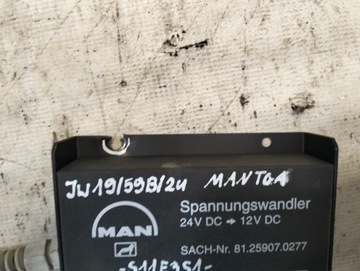 JW19/59B/24 MANTGA
Spannungswandler
24V DC → 12V DC
MAN
SACH-Nr. 81.25907.0277